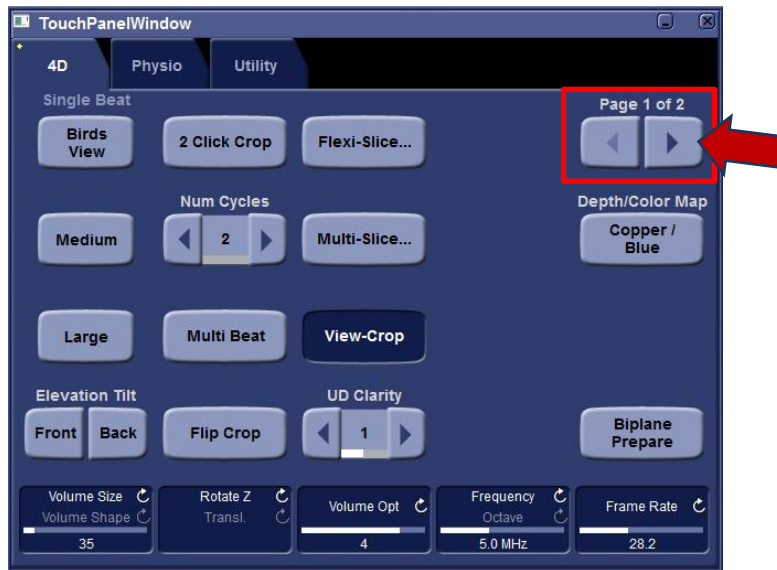 TouchPanelWindow
4D Physio Utility
Single Beat
Page 1 of 2
Birds
View
2 Click Crop
Flexi-Slice...
Num Cycles
Depth/Color Map
Medium
2
Multi-Slice...
Copper /
Blue
Large
Multi Beat
View-Crop
Elevation Tilt
UD Clarity
Front Back
Flip Crop
1
Biplane
Prepare
Volume Size
Volume Shape
35
Rotate Z
Transl.
Volume Opt
4
Frequency
Octave
5.0 MHz
Frame Rate
28.2